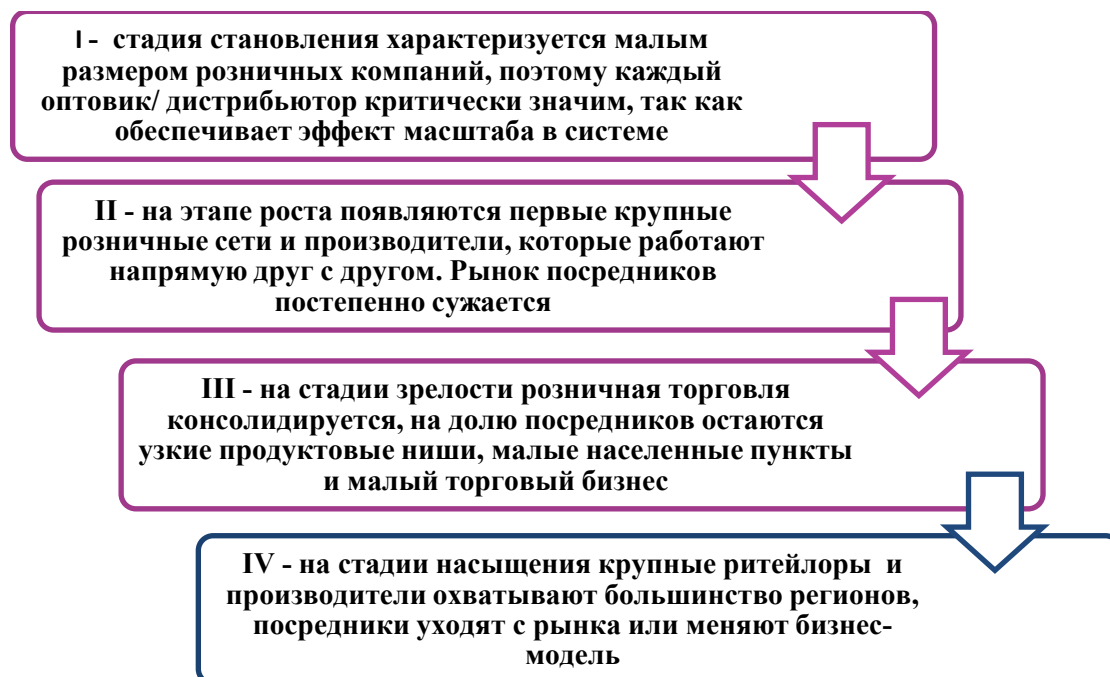 I - стадия становления характеризуется малым
размером розничных компаний, поэтому каждый
оптовик/ дистрибьютор критически значим, так как
обеспечивает эффект масштаба в системе
II - на этапе роста появляются первые крупные
розничные сети и производители, которые работают
напрямую друг с другом. Рынок посредников
постепенно сужается
III - на стадии зрелости розничная торговля
консолидируется, на долю посредников остаются
узкие продуктовые ниши, малые населенные пункты
и малый торговый бизнес
IV - на стадии насыщения крупные ритейлоры и
производители охватывают большинство регионов,
посредники уходят с рынка или меняют бизнес-
модель